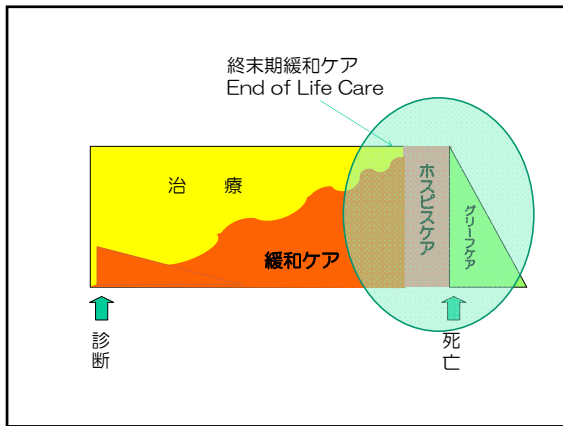 終末期緩和ケア
End of Life Care
治 療
緩和ケア
ホスピスケア
グリーフケア
診断
死亡